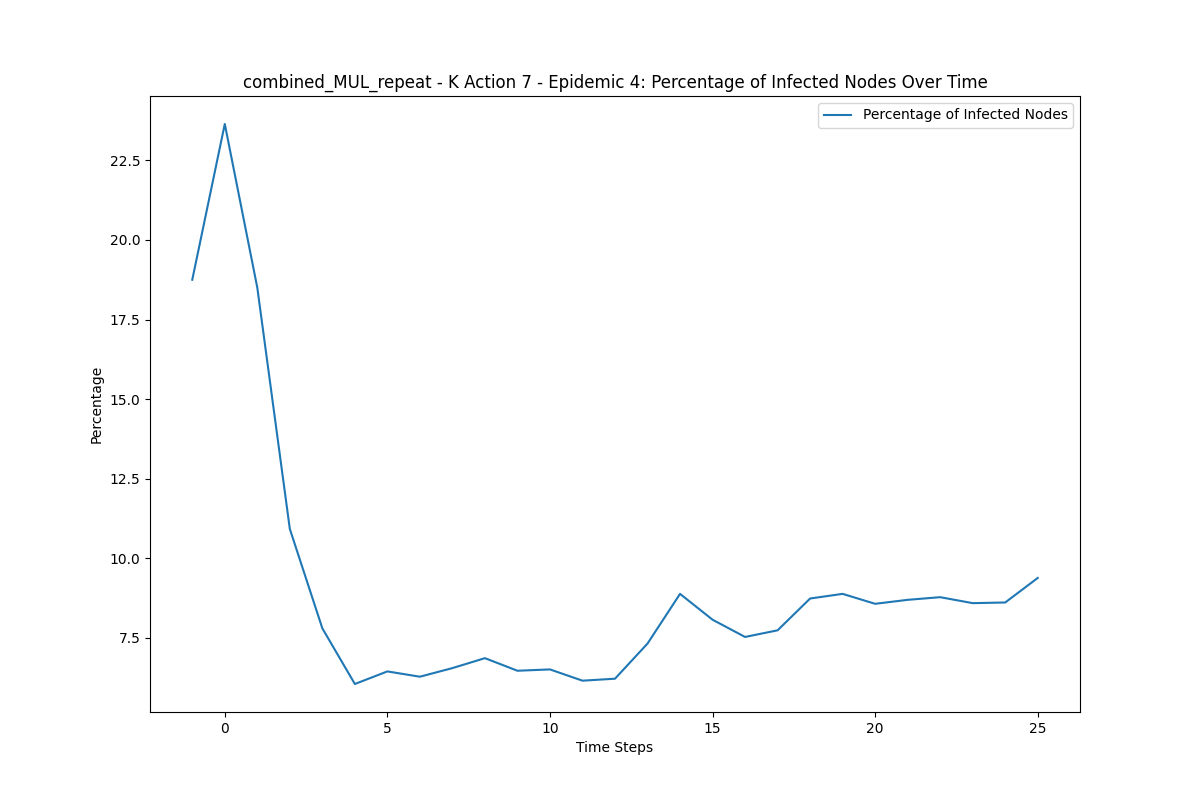 combined_MUL_repeat - K Action 7 - Epidemic 4: Percentage of Infected Nodes Over Time
Percentage of Infected Nodes
22.5
20.0
17.5
15.0
12.5
10.0
7.5
Percentage
0 5 10 15 20 25
Time Steps